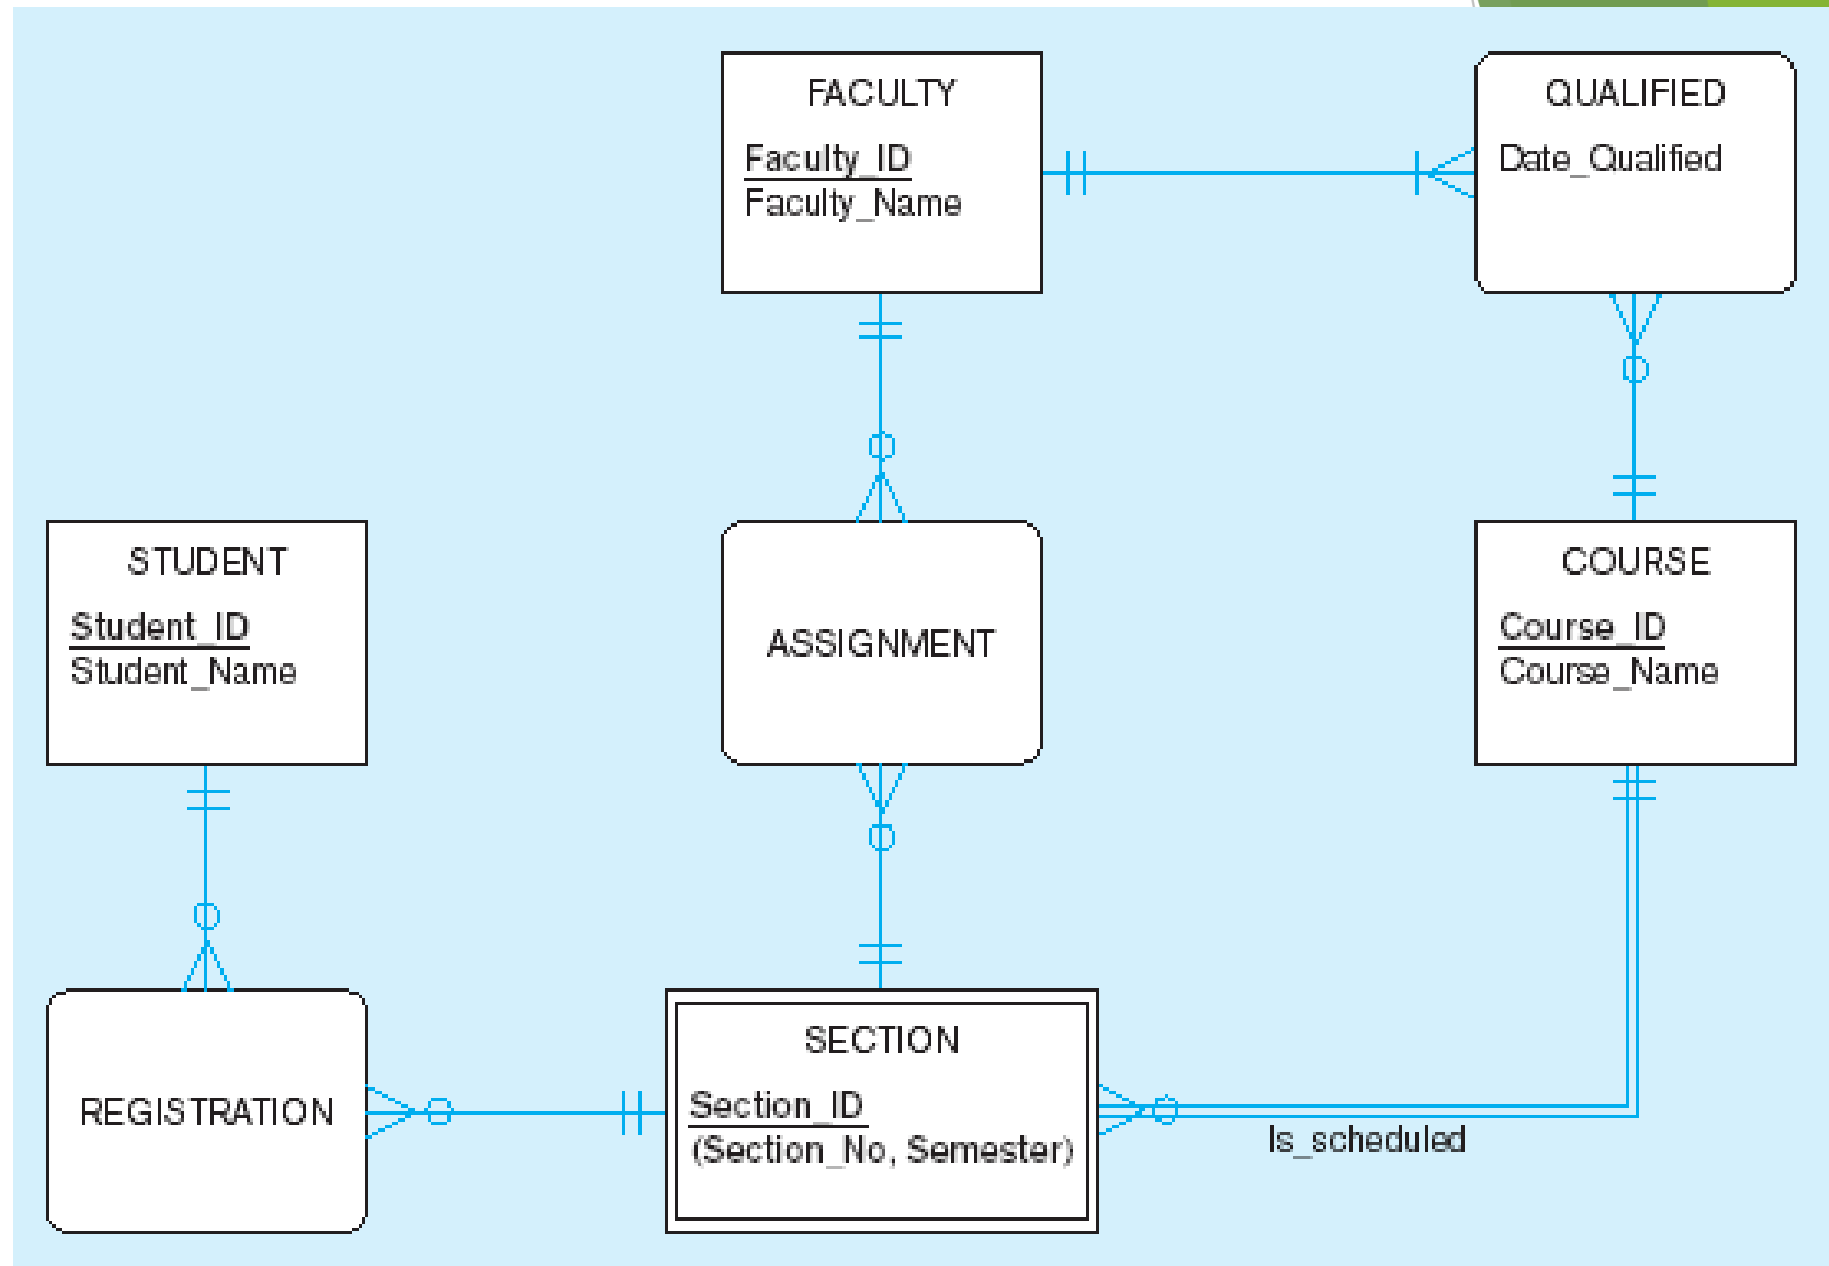 FACULTY
Faculty_ID
Faculty_Name
QUALIFIED
Date_Qualified
STUDENT
Student_ID
Student_Name
ASSIGNMENT
COURSE
Course_ID
Course_Name
REGISTRATION
SECTION
Section_ID
(Section_No, Semester)
Is_scheduled